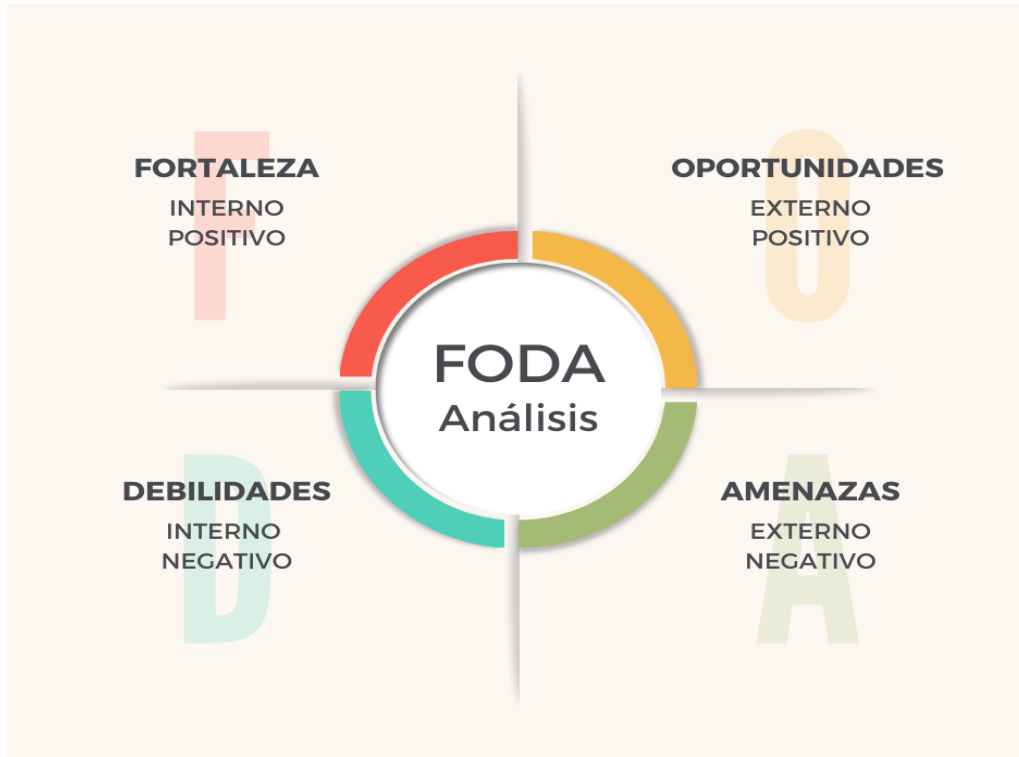 F
FORTALEZA
INTERNO
POSITIVO
O
OPORTUNIDADES
EXTERNO
POSITIVO
FODA
Análisis
D
DEBILIDADES
INTERNO
NEGATIVO
A
AMENAZAS
EXTERNO
NEGATIVO